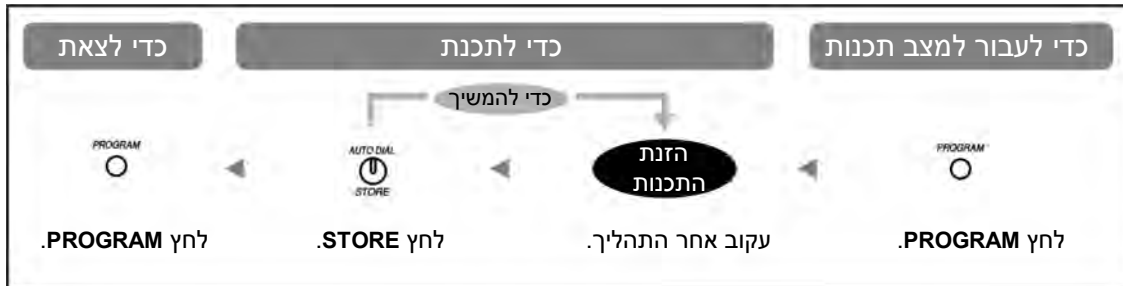 כדי לעבור למצב תכנות
כדי לתכנת
כדי לצאת
כדי להמשיך
PROGRAM
הזנת
התכנות
AUTO DIAL
STORE
PROGRAM
לחץ PROGRAM.
עקוב אחר התהליך.
לחץ STORE.
לחץ PROGRAM.